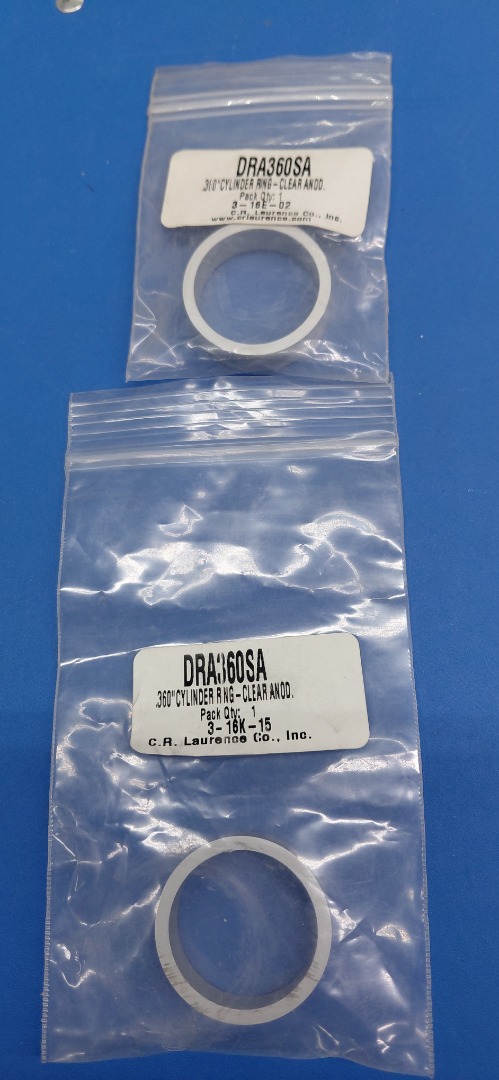 DRA360SA
.360"CYLINDER RING-CLEAR ANOD.
Pack Qty: 1
3-16E-02
C.R. Laurence Co., Inc.
www.crlaurence.com
DRA360SA
.360"CYLINDER RING-CLEAR ANOD.
Pack Qty: 1
3-16K-15
C.R. Laurence Co., Inc.